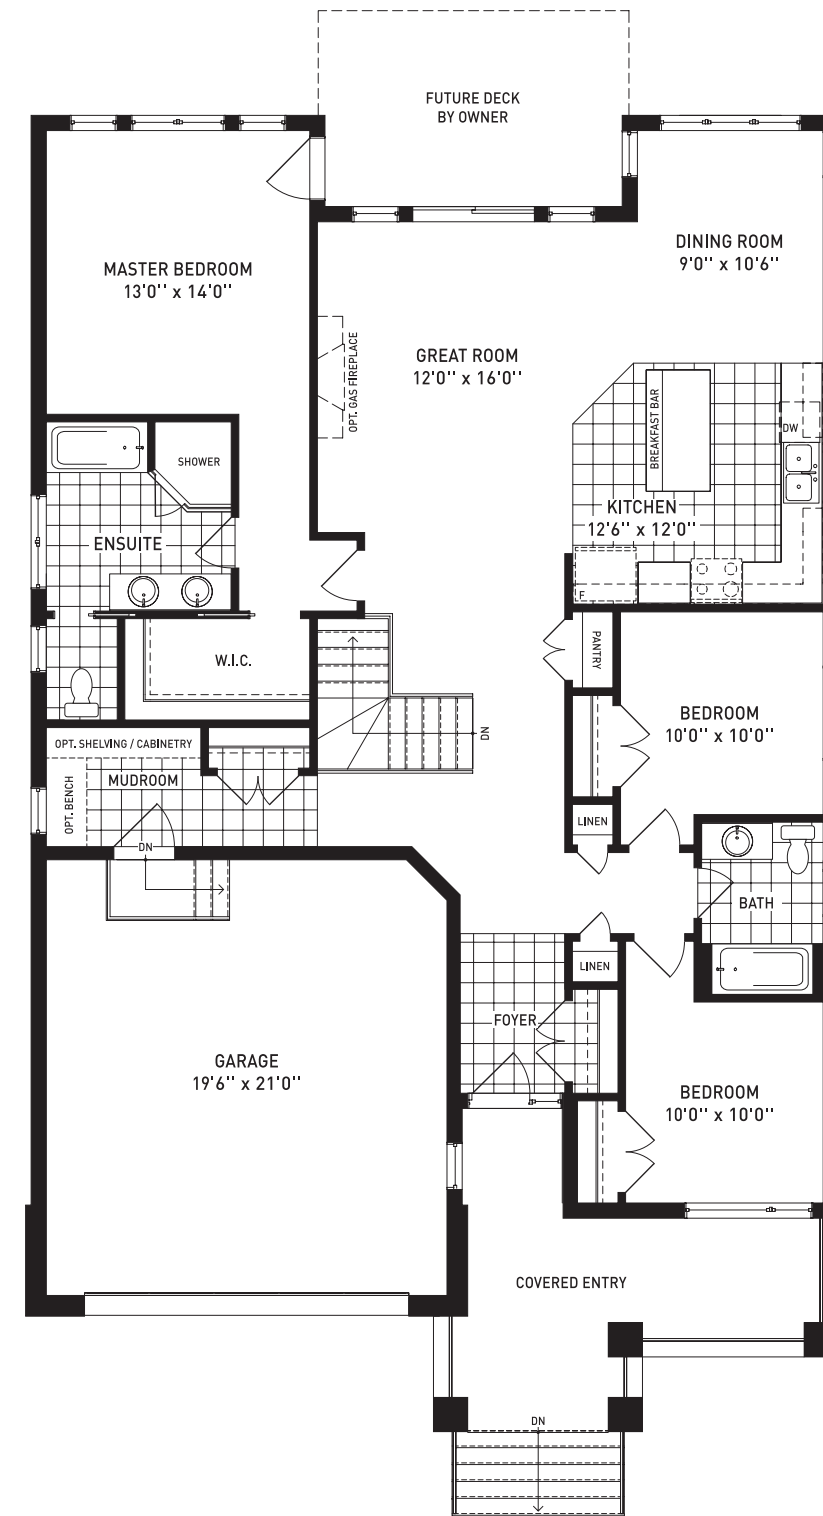 FUTURE DECK
BY OWNER
DINING ROOM
9'0'' x 10'6''
MASTER BEDROOM
13'0'' x 14'0''
GREAT ROOM
12'0'' x 16'0''
OPT. GAS FIREPLACE
BREAKFAST BAR
DW
SHOWER
KITCHEN
12'6'' x 12'0''
ENSUITE
F
PANTRY
W.I.C.
BEDROOM
10'0'' x 10'0''
DN
OPT. SHELVING / CABINETRY
MUDROOM
OPT. BENCH
LINEN
DN
BATH
LINEN
FOYER
GARAGE
19'6'' x 21'0''
BEDROOM
10'0'' x 10'0''
COVERED ENTRY
DN